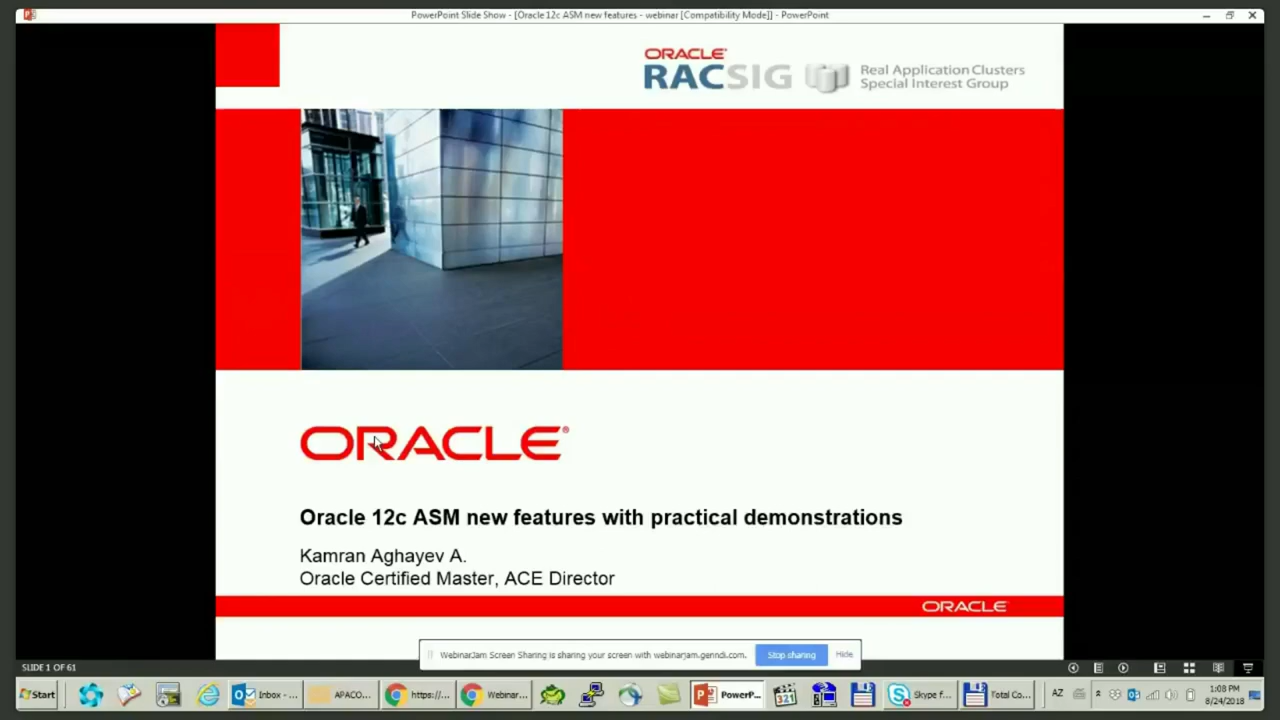 PowerPoint Slide Show - [Oracle 12c ASM new features - webinar [Compatibility Mode]] - PowerPoint
ORACLE
RACSIG
Real Application Clusters
Special Interest Group
ORACLE®
Oracle 12c ASM new features with practical demonstrations
Kamran Aghayev A.
Oracle Certified Master, ACE Director
ORACLE
WebinarJam Screen Sharing is sharing your screen with webinarjam.genndi.com.
Stop sharing
Hide
SLIDE 1 OF 61
Start
Inbox - ...
APACO...
https://...
Webinar...
PowerP...
321
Skype f...
Total Co...
AZ
1:08 PM
8/24/2018